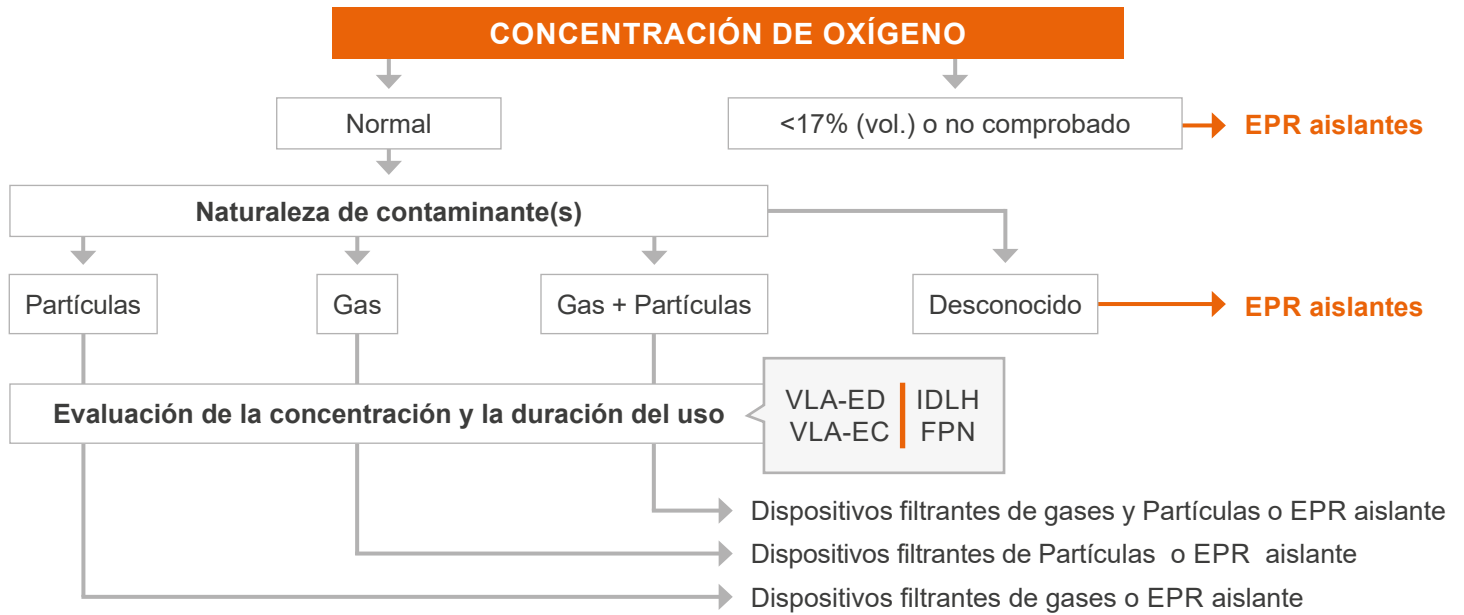 CONCENTRACIÓN DE OXÍGENO
Normal
<17% (vol.) o no comprobado
EPR aislantes
Naturaleza de contaminante(s)
Partículas
Gas
Gas + Partículas
Desconocido
EPR aislantes
Evaluación de la concentración y la duración del uso
VLA-ED IDLH
VLA-EC FPN
Dispositivos filtrantes de gases y Partículas o EPR aislante
Dispositivos filtrantes de Partículas o EPR aislante
Dispositivos filtrantes de gases o EPR aislante